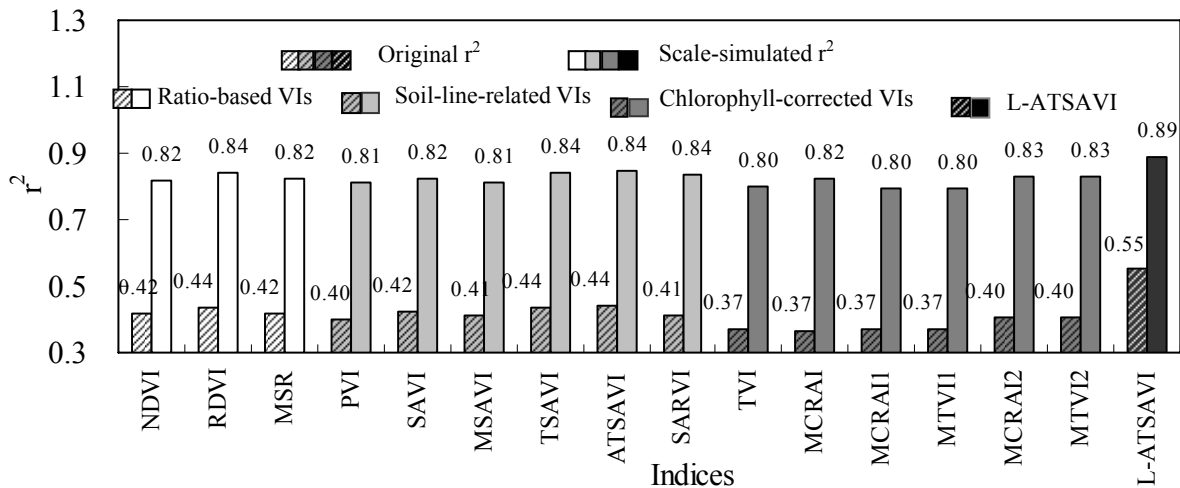 1.3
1.1
0.9
0.7
0.5
0.3
r²
Original r²
Scale-simulated r²
Ratio-based VIs
Soil-line-related VIs
Chlorophyll-corrected VIs
L-ATSAVI
0.42
0.82
0.44
0.84
0.42
0.82
0.40
0.81
0.42
0.82
0.41
0.81
0.44
0.84
0.44
0.84
0.41
0.84
0.37
0.80
0.37
0.82
0.37
0.80
0.37
0.80
0.40
0.83
0.40
0.83
0.55
0.89
NDVI
RDVI
MSR
PVI
SAVI
MSAVI
TSAVI
ATSAVI
SARVI
TVI
MCRAI
MCRAI1
MTVI1
MCRAI2
MTVI2
L-ATSAVI
Indices